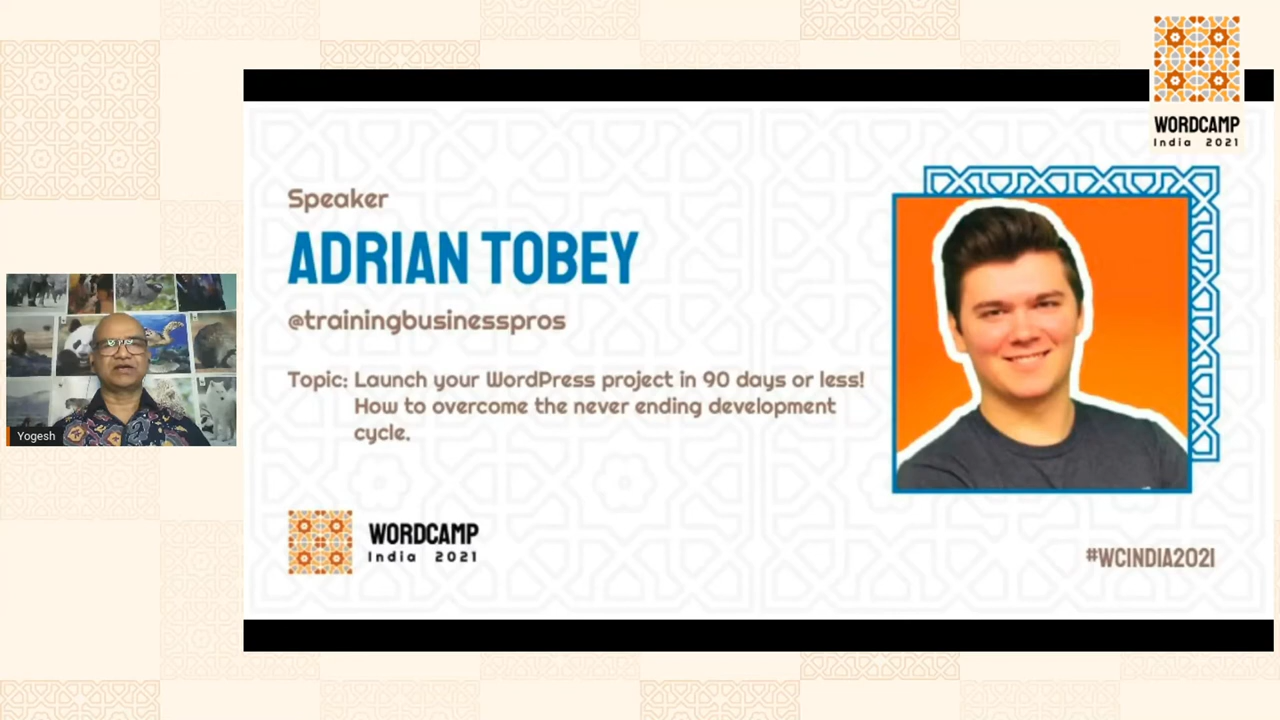 WORDCAMP
India 2021
Speaker
ADRIAN TOBEY
@trainingbusinesspros
Topic: Launch your WordPress project in 90 days or less!
How to overcome the never ending development
cycle.
Yogesh
WORDCAMP
India 2021
#WCINDIA2021